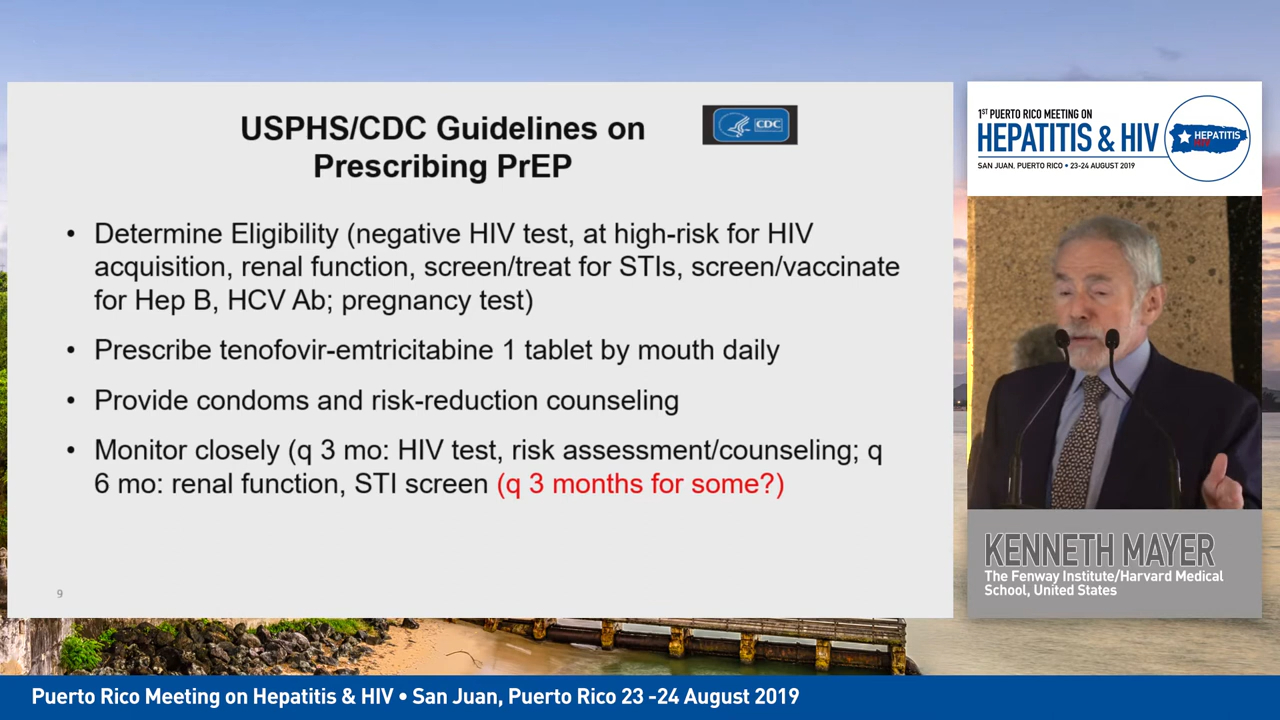 USPHS/CDC Guidelines on
Prescribing PrEP
CDC
• Determine Eligibility (negative HIV test, at high-risk for HIV
acquisition, renal function, screen/treat for STIs, screen/vaccinate
for Hep B, HCV Ab; pregnancy test)
• Prescribe tenofovir-emtricitabine 1 tablet by mouth daily
• Provide condoms and risk-reduction counseling
• Monitor closely (q 3 mo: HIV test, risk assessment/counseling; q
6 mo: renal function, STI screen (q 3 months for some?)
9
1ST PUERTO RICO MEETING ON
HEPATITIS & HIV
SAN JUAN, PUERTO RICO • 23-24 AUGUST 2019
HEPATITIS
KENNETH MAYER
The Fenway Institute/Harvard Medical
School, United States
Puerto Rico Meeting on Hepatitis & HIV • San Juan, Puerto Rico 23 -24 August 2019